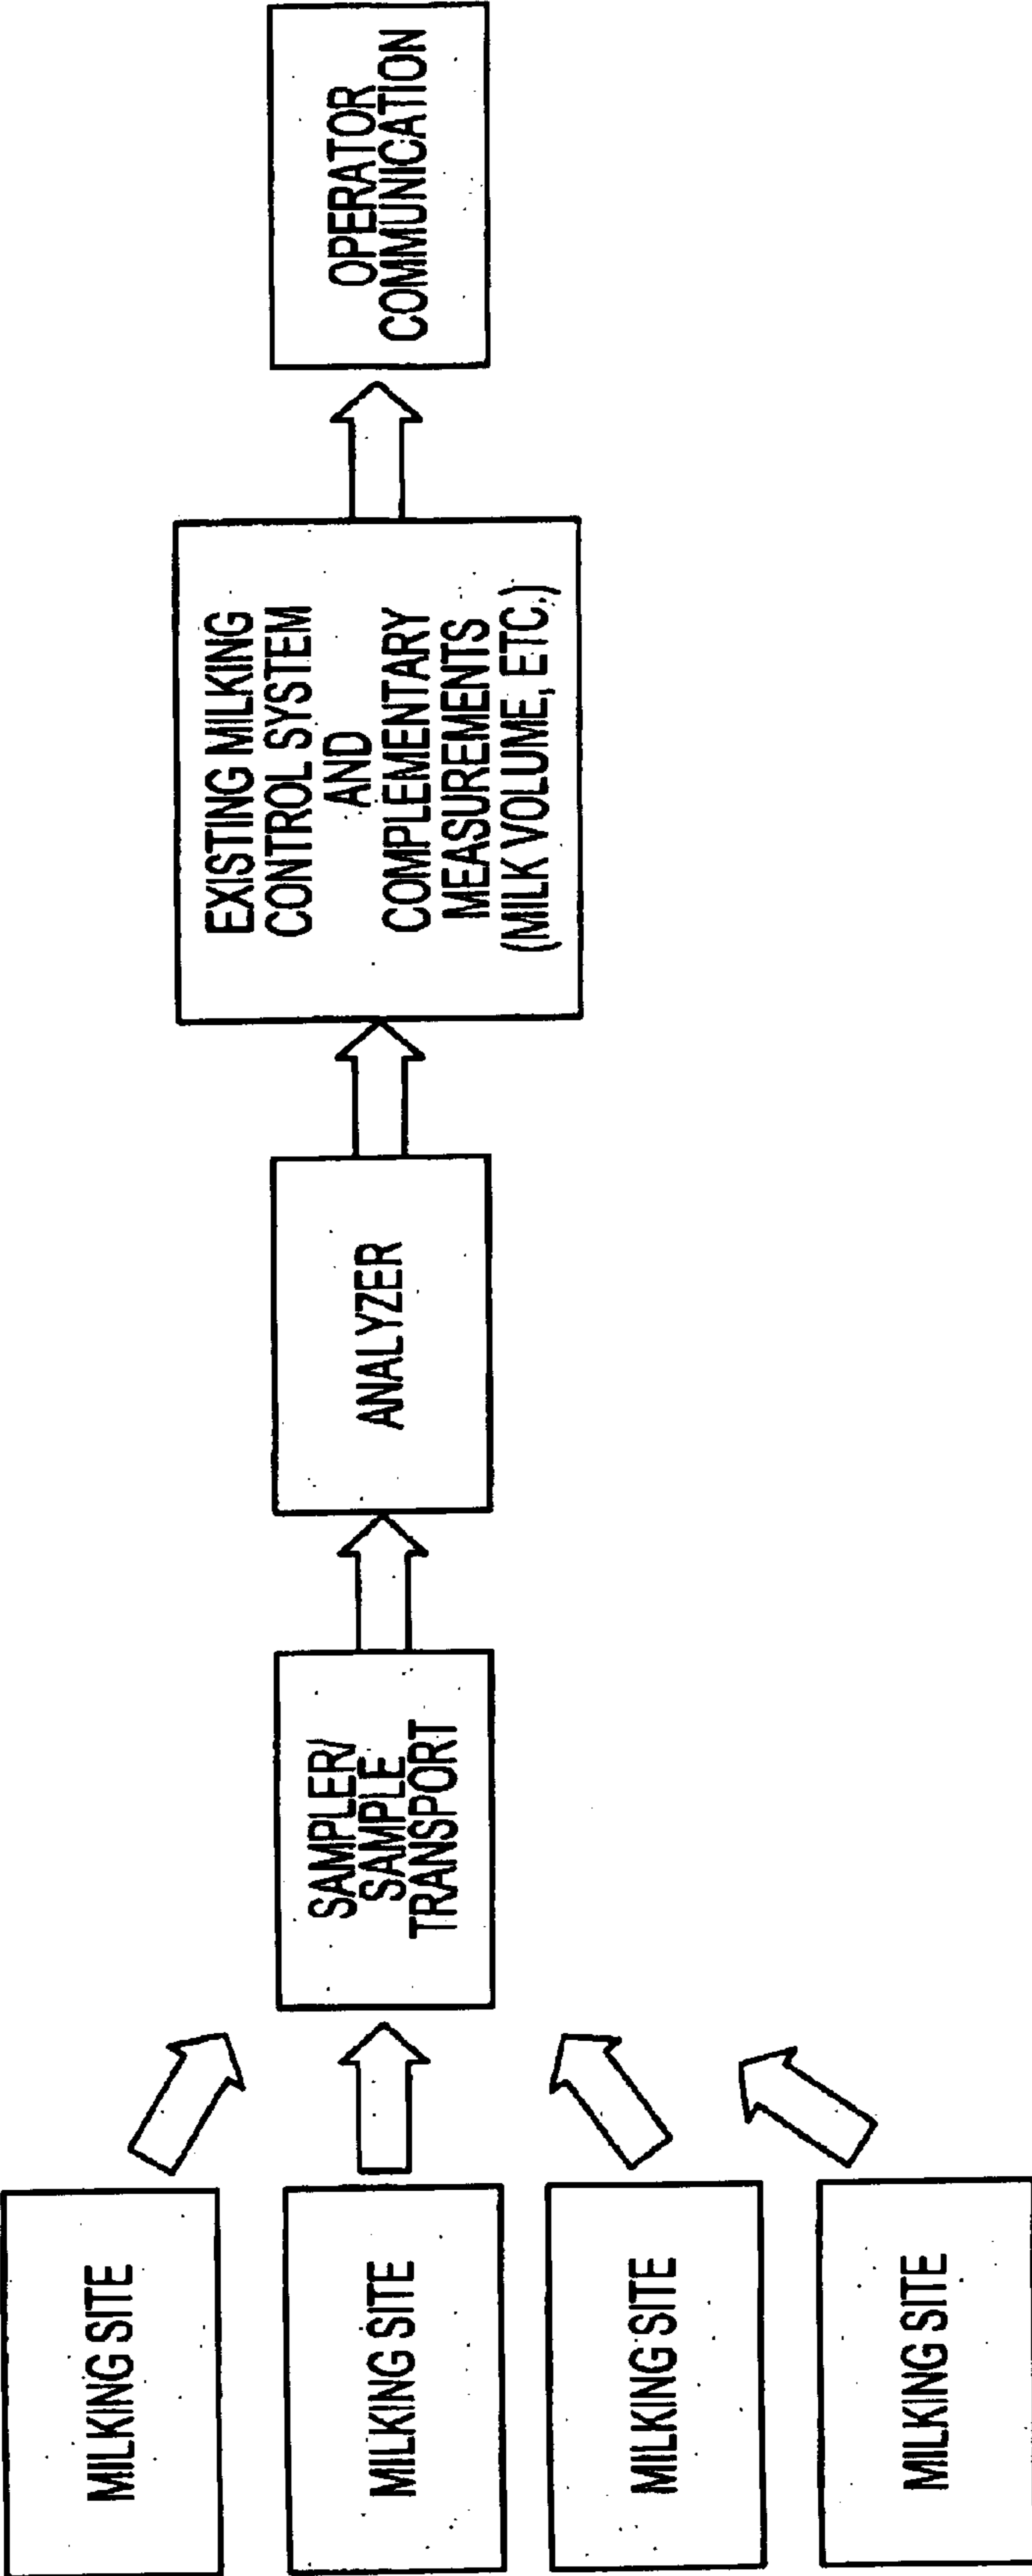 MILKING SITE
MILKING SITE
MILKING SITE
MILKING SITE
SAMPLER/
SAMPLE
TRANSPORT
ANALYZER
EXISTING MILKING
CONTROL SYSTEM
AND
COMPLEMENTARY
MEASUREMENTS
(MILK VOLUME, ETC.)
OPERATOR
COMMUNICATION